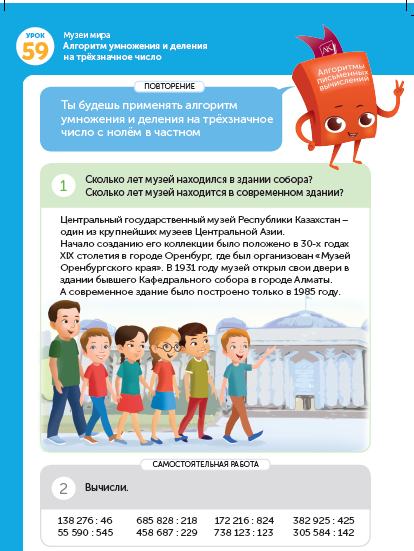 УРОК
59
Музеи мира
Алгоритм умножения и деления
на трёхзначное число
ПОВТОРЕНИЕ
Ты будешь применять алгоритм
умножения и деления на трёхзначное
число с нолём в частном
АК
Алгоритмы
письменных
вычислений
1
Сколько лет музей находился в здании собора?
Сколько лет музей находится в современном здании?
Центральный государственный музей Республики Казахстан –
один из крупнейших музеев Центральной Азии.
Начало созданию его коллекции было положено в 30-х годах
XIX столетия в городе Оренбург, где был организован «Музей
Оренбургского края». В 1931 году музей открыл свои двери в
здании бывшего Кафедрального собора в городе Алматы.
А современное здание было построено только в 1985 году.
САМОСТОЯТЕЛЬНАЯ РАБОТА
2
Вычисли.
138 276 : 46 685 828 : 218 172 216 : 824 382 925 : 425
55 590 : 545 458 687 : 229 738 123 : 123 305 584 : 142